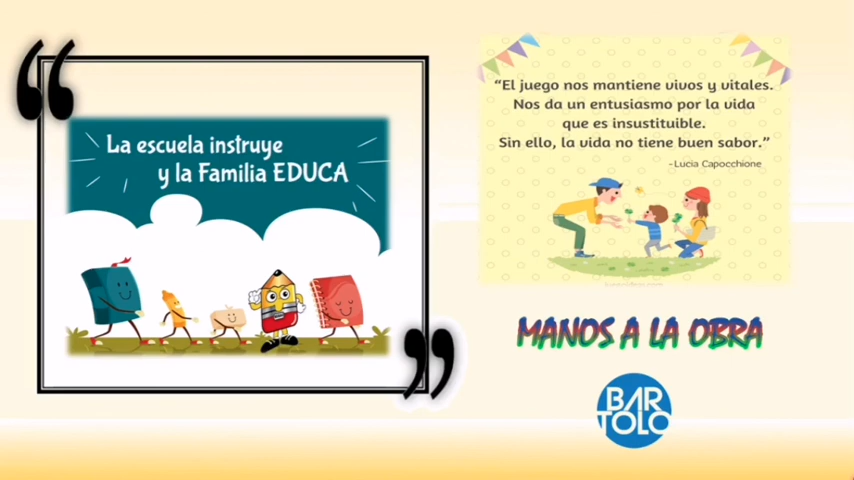 “
La escuela instruye
y la Familia EDUCA
”
“El juego nos mantiene vivos y vitales.
Nos da un entusiasmo por la vida
que es insustituible.
Sin ello, la vida no tiene buen sabor.”
-Lucia Capocchione
MANOS A LA OBRA
BAR
TOLO